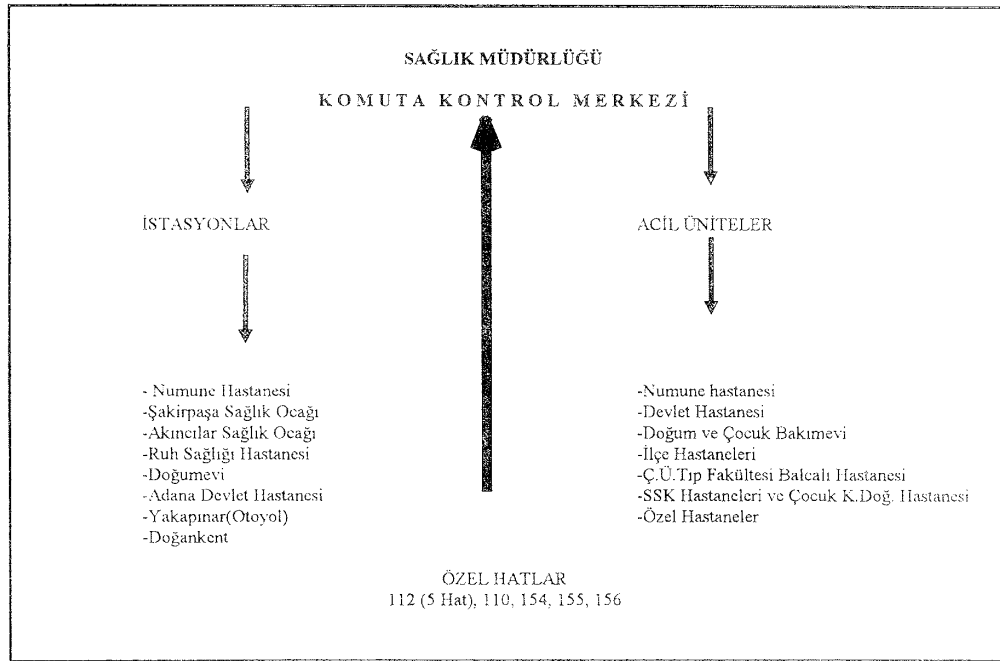 SAĞLIK MÜDÜRLÜĞÜ
KOMUTA KONTROL MERKEZİ
İSTASYONLAR
- Numune Hastanesi
-Şakirpaşa Sağlık Ocağı
-Akıncılar Sağlık Ocağı
-Ruh Sağlığı Hastanesi
-Doğumevi
-Adana Devlet Hastanesi
-Yakapınar(Otoyol)
-Doğankent
ACİL ÜNİTELER
-Numune hastanesi
-Devlet Hastanesi
-Doğum ve Çocuk Bakımevi
-İlçe Hastaneleri
-Ç.Ü.Tıp Fakültesi Balcalı Hastanesi
-SSK Hastaneleri ve Çocuk K.Doğ. Hastanesi
-Özel Hastaneler
ÖZEL HATLAR
112 (5 Hat), 110, 154, 155, 156